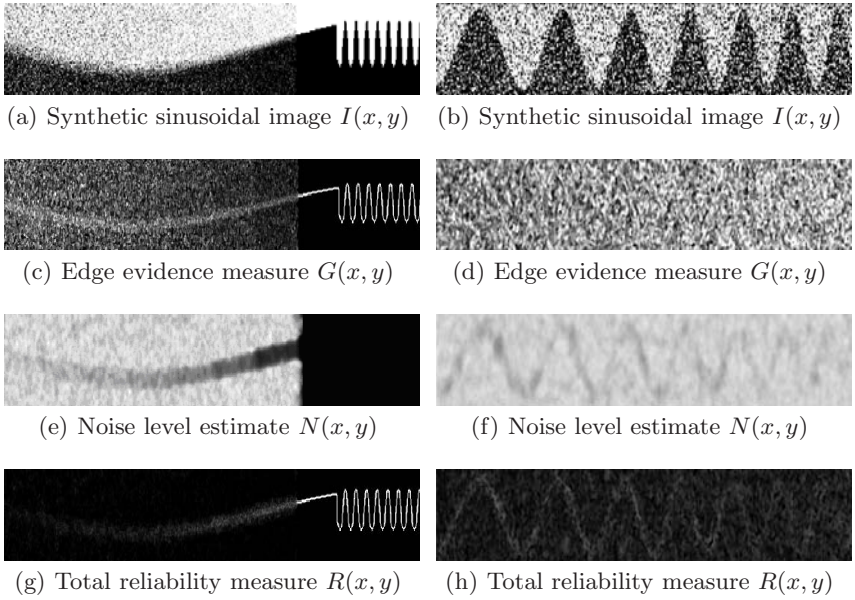 (a) Synthetic sinusoidal image I(x, y)
(b) Synthetic sinusoidal image I(x, y)
(c) Edge evidence measure G(x, y)
(d) Edge evidence measure G(x, y)
(e) Noise level estimate N(x, y)
(f) Noise level estimate N(x, y)
(g) Total reliability measure R(x, y)
(h) Total reliability measure R(x, y)